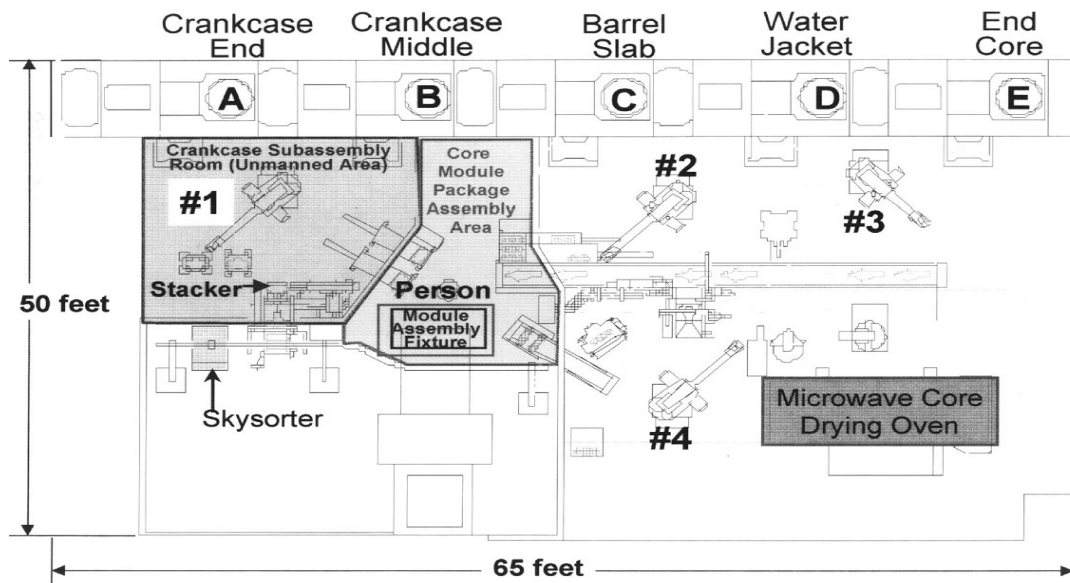 Crankcase
End
Crankcase
Middle
Barrel
Slab
Water
Jacket
End
Core
A
B
C
D
E
Crankcase Subassembly
Room (Unmanned Area)
#1
Core
Module
Package
Assembly
Area
#2
#3
50 feet
Stacker
Person
Module
Assembly
Fixture
Skysorter
#4
Microwave Core
Drying Oven
65 feet